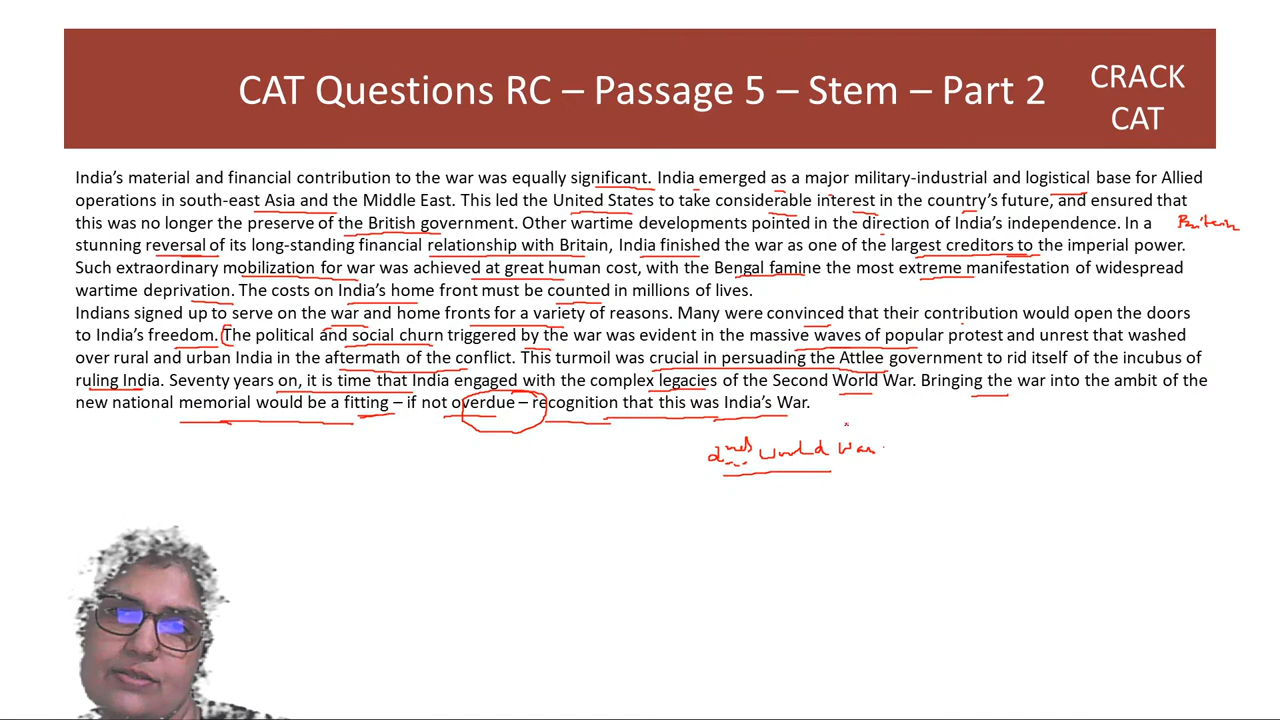 CAT Questions RC – Passage 5 – Stem – Part 2
CRACK
CAT
India's material and financial contribution to the war was equally significant. India emerged as a major military-industrial and logistical base for Allied
operations in south-east Asia and the Middle East. This led the United States to take considerable interest in the country's future, and ensured that
this was no longer the preserve of the British government. Other wartime developments pointed in the direction of India's independence. In a
Britain
stunning reversal of its long-standing financial relationship with Britain, India finished the war as one of the largest creditors to the imperial power.
Such extraordinary mobilization for war was achieved at great human cost, with the Bengal famine the most extreme manifestation of widespread
wartime deprivation. The costs on India's home front must be counted in millions of lives.
Indians signed up to serve on the war and home fronts for a variety of reasons. Many were convinced that their contribution would open the doors
to India's freedom. The political and social churn triggered by the war was evident in the massive waves of popular protest and unrest that washed
over rural and urban India in the aftermath of the conflict. This turmoil was crucial in persuading the Attlee government to rid itself of the incubus of
ruling India. Seventy years on, it is time that India engaged with the complex legacies of the Second World War. Bringing the war into the ambit of the
new national memorial would be a fitting – if not overdue – recognition that this was India's War.
2nd World War